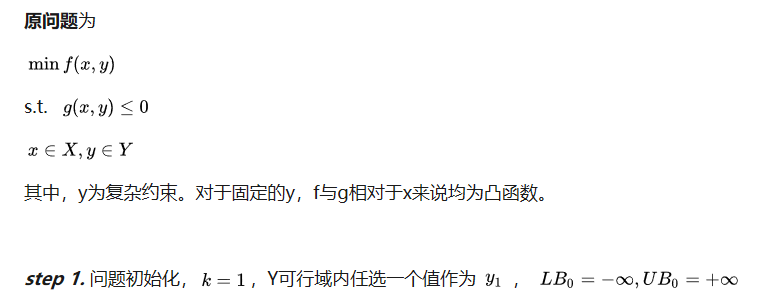 原问题为
min f(x, y)
s.t. g(x, y) ≤ 0
x ∈ X, y ∈ Y
其中，y为复杂约束。对于固定的y，f与g相对于x来说均为凸函数。
step 1. 问题初始化， k = 1 ，Y可行域内任选一个值作为 y₁ ， LB₀ = −∞, UB₀ = +∞